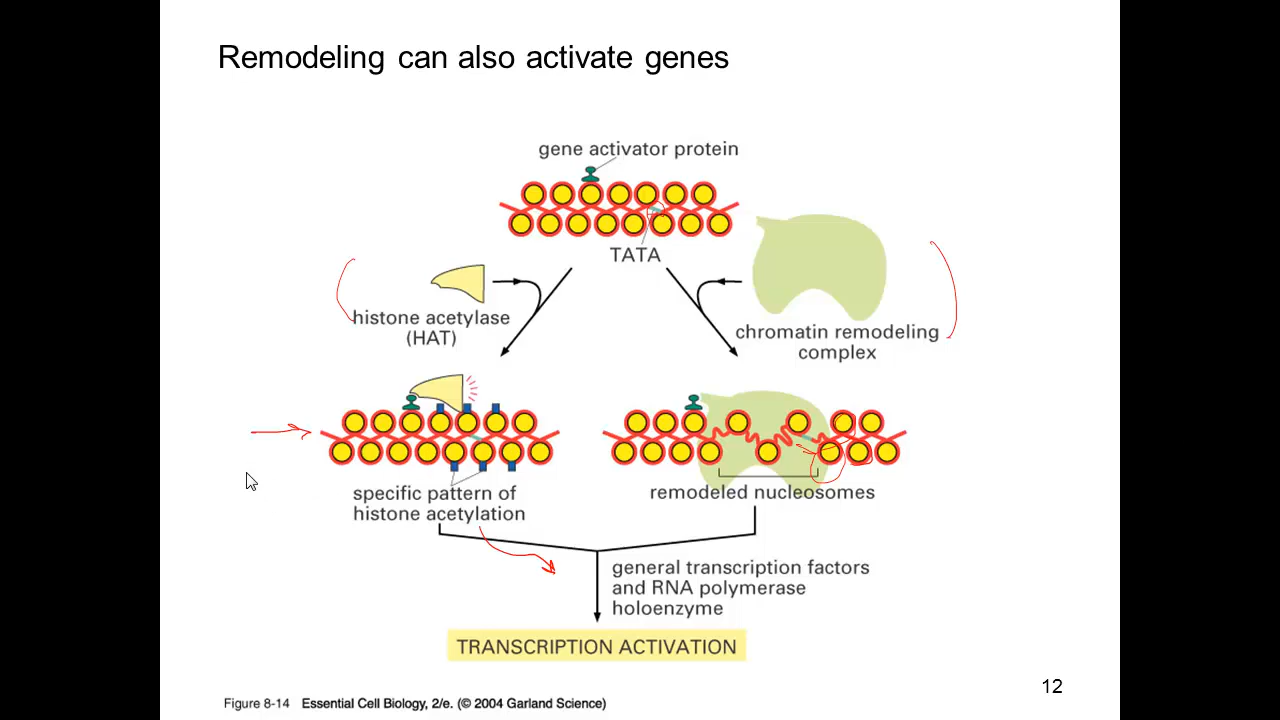 Remodeling can also activate genes
gene activator protein
TATA
histone acetylase
(HAT)
chromatin remodeling
complex
specific pattern of
histone acetylation
remodeled nucleosomes
general transcription factors
and RNA polymerase
holoenzyme
TRANSCRIPTION ACTIVATION
12
Figure 8-14 Essential Cell Biology, 2/e. (© 2004 Garland Science)